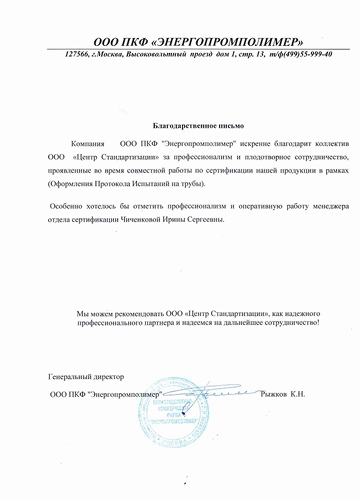 ООО ПКФ «ЭНЕРГОПРОМПОЛИМЕР»
127566, г.Москва, Высоковольтный проезд дом 1, стр. 13, т/ф(499)55-999-40
Благодарственное письмо
Компания ООО ПКФ "Энергопромполимер" искренне благодарит коллектив
ООО «Центр Стандартизации» за профессионализм и плодотворное сотрудничество,
проявленные во время совместной работы по сертификации нашей продукции в рамках
(Оформления Протокола Испытаний на трубы).
Особенно хотелось бы отметить профессионализм и оперативную работу менеджера
отдела сертификации Чиченковой Ирины Сергеевны.
Мы можем рекомендовать ООО «Центр Стандартизации», как надежного
профессионального партнера и надеемся на дальнейшее сотрудничество!
Генеральный директор
ООО ПКФ "Энергопромполимер"
Рыжков К.Н.